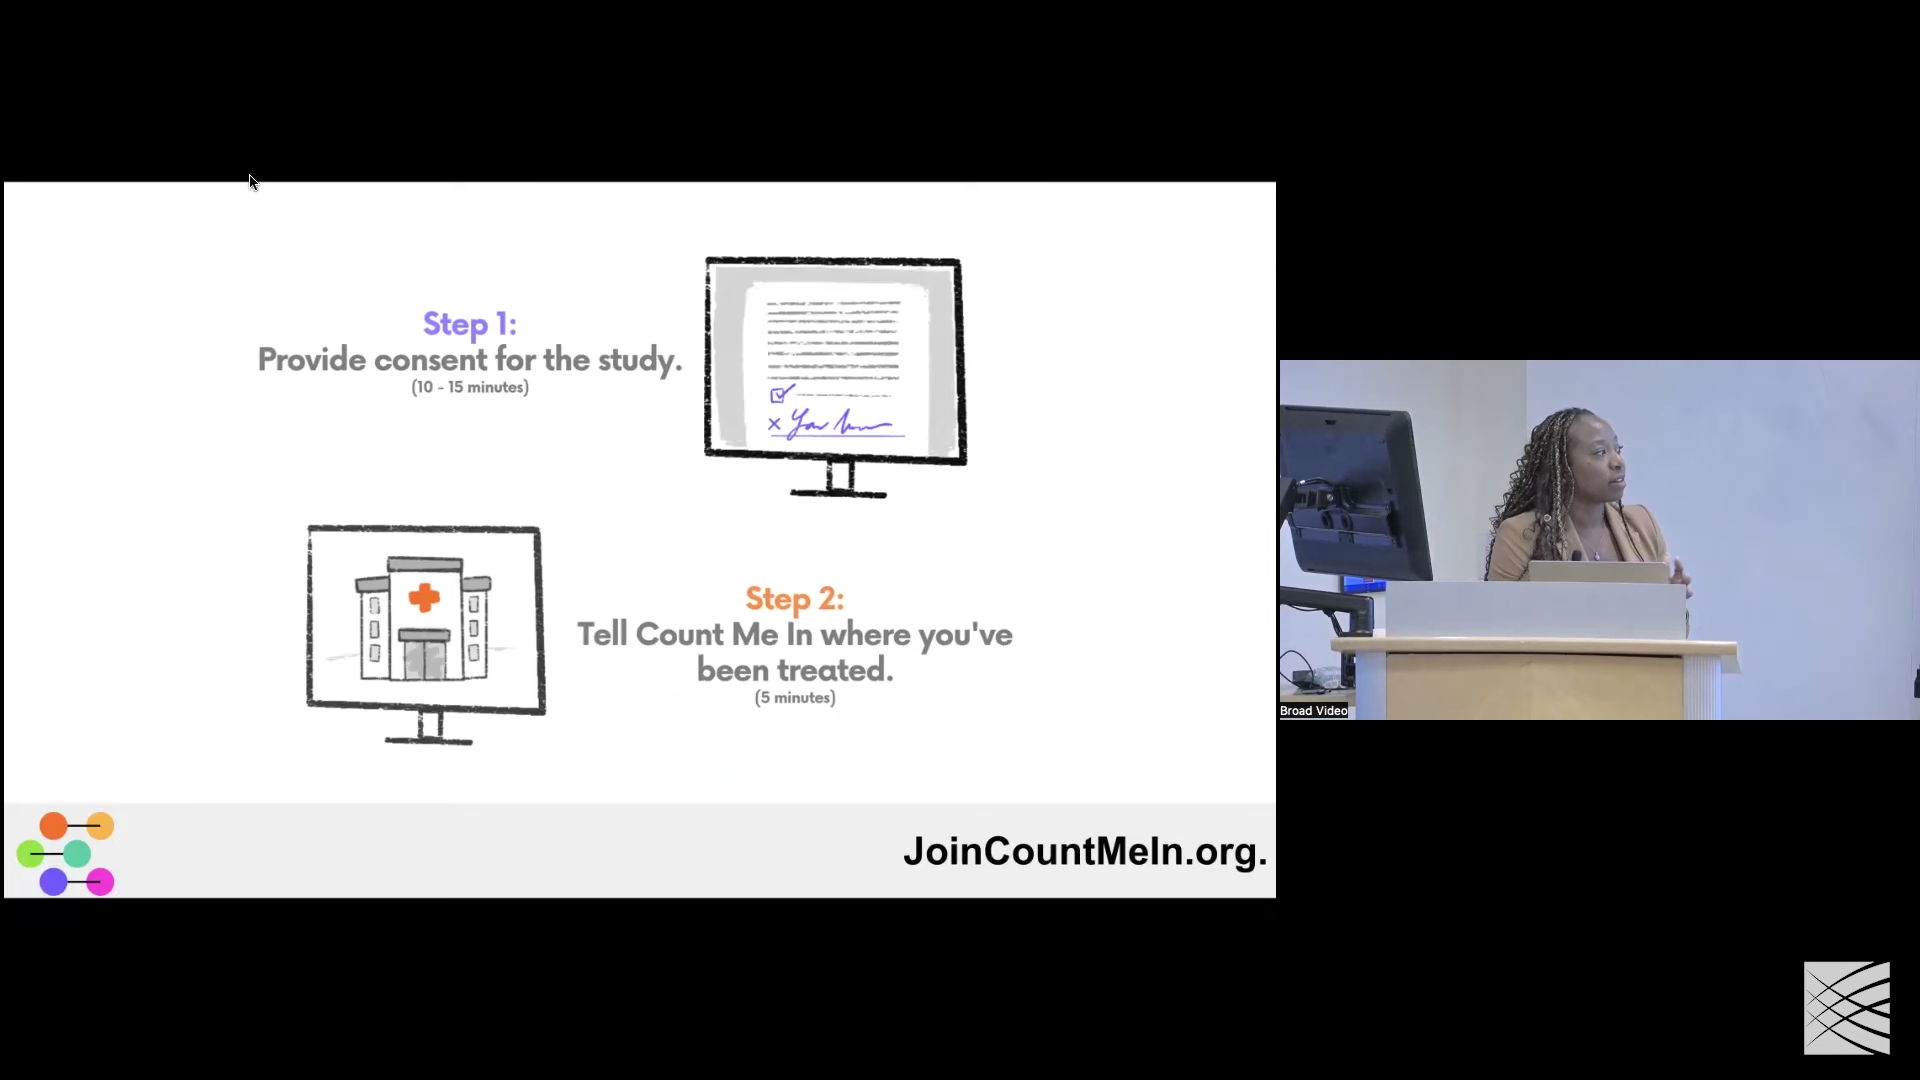 Step 1:
Provide consent for the study.
(10 - 15 minutes)
Step 2:
Tell Count Me In where you've
been treated.
(5 minutes)
JoinCountMeIn.org.
Broad Video